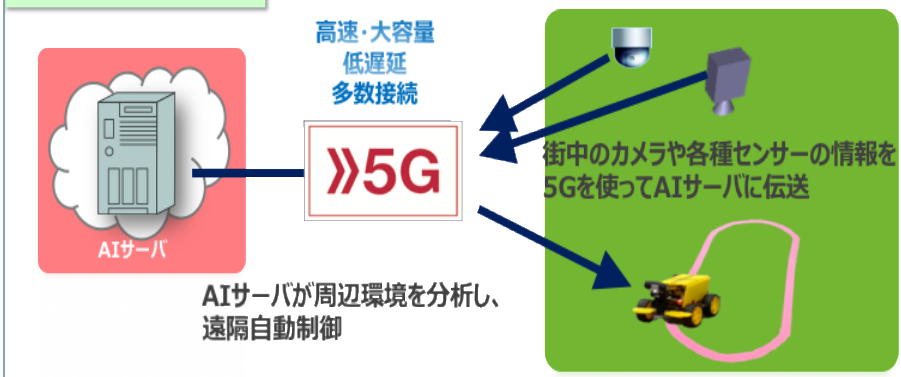 高速・大容量
低遅延
多数接続
5G
街中のカメラや各種センサーの情報を
5Gを使ってAIサーバに伝送
AIサーバ
AIサーバが周辺環境を分析し、
遠隔自動制御